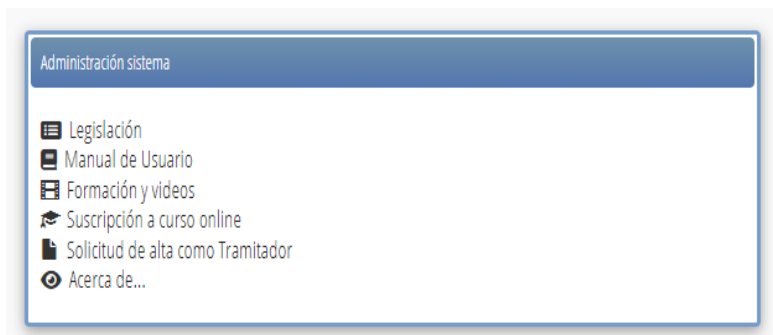 Administración sistema
Legislación
Manual de Usuario
Formación y videos
Suscripción a curso online
Solicitud de alta como Tramitador
Acerca de...